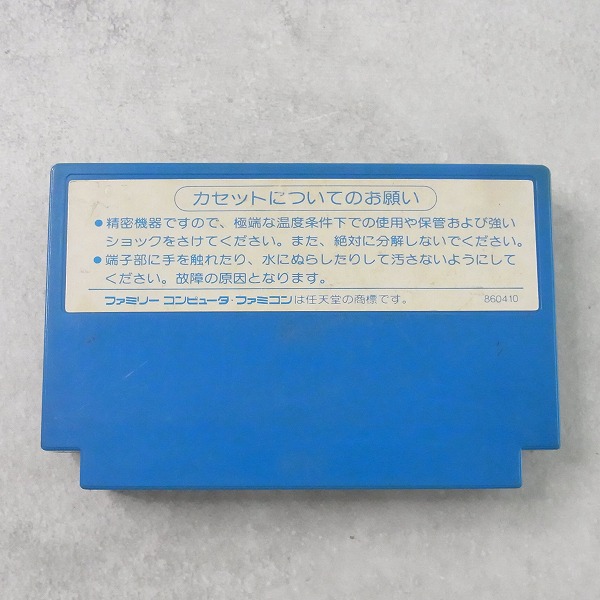 カセットについてのお願い
●精密機器ですので、極端な温度条件下での使用や保管および強い
ショックをさけてください。また、絶対に分解しないでください。
●端子部に手を触れたり、水にぬらしたりして汚さないようにして
ください。故障の原因となります。
ファミリーコンピュータ・ファミコンは任天堂の商標です。 860410